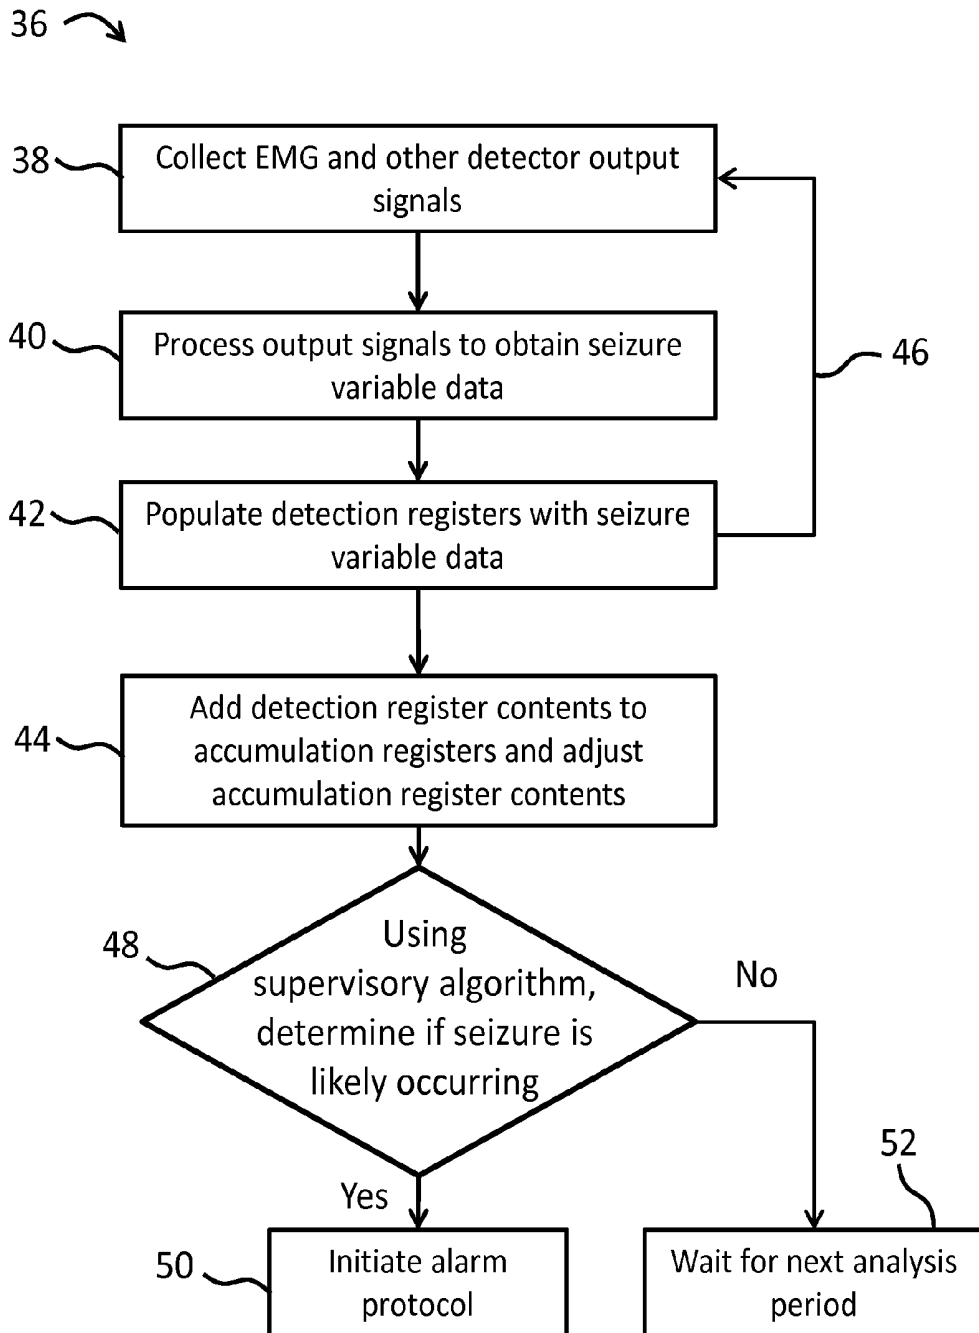 36
38
Collect EMG and other detector output
signals
40
Process output signals to obtain seizure
variable data
46
42
Populate detection registers with seizure
variable data
44
Add detection register contents to
accumulation registers and adjust
accumulation register contents
48
Using
supervisory algorithm,
determine if seizure is
likely occurring
No
Yes
52
50
Initiate alarm
protocol
Wait for next analysis
period